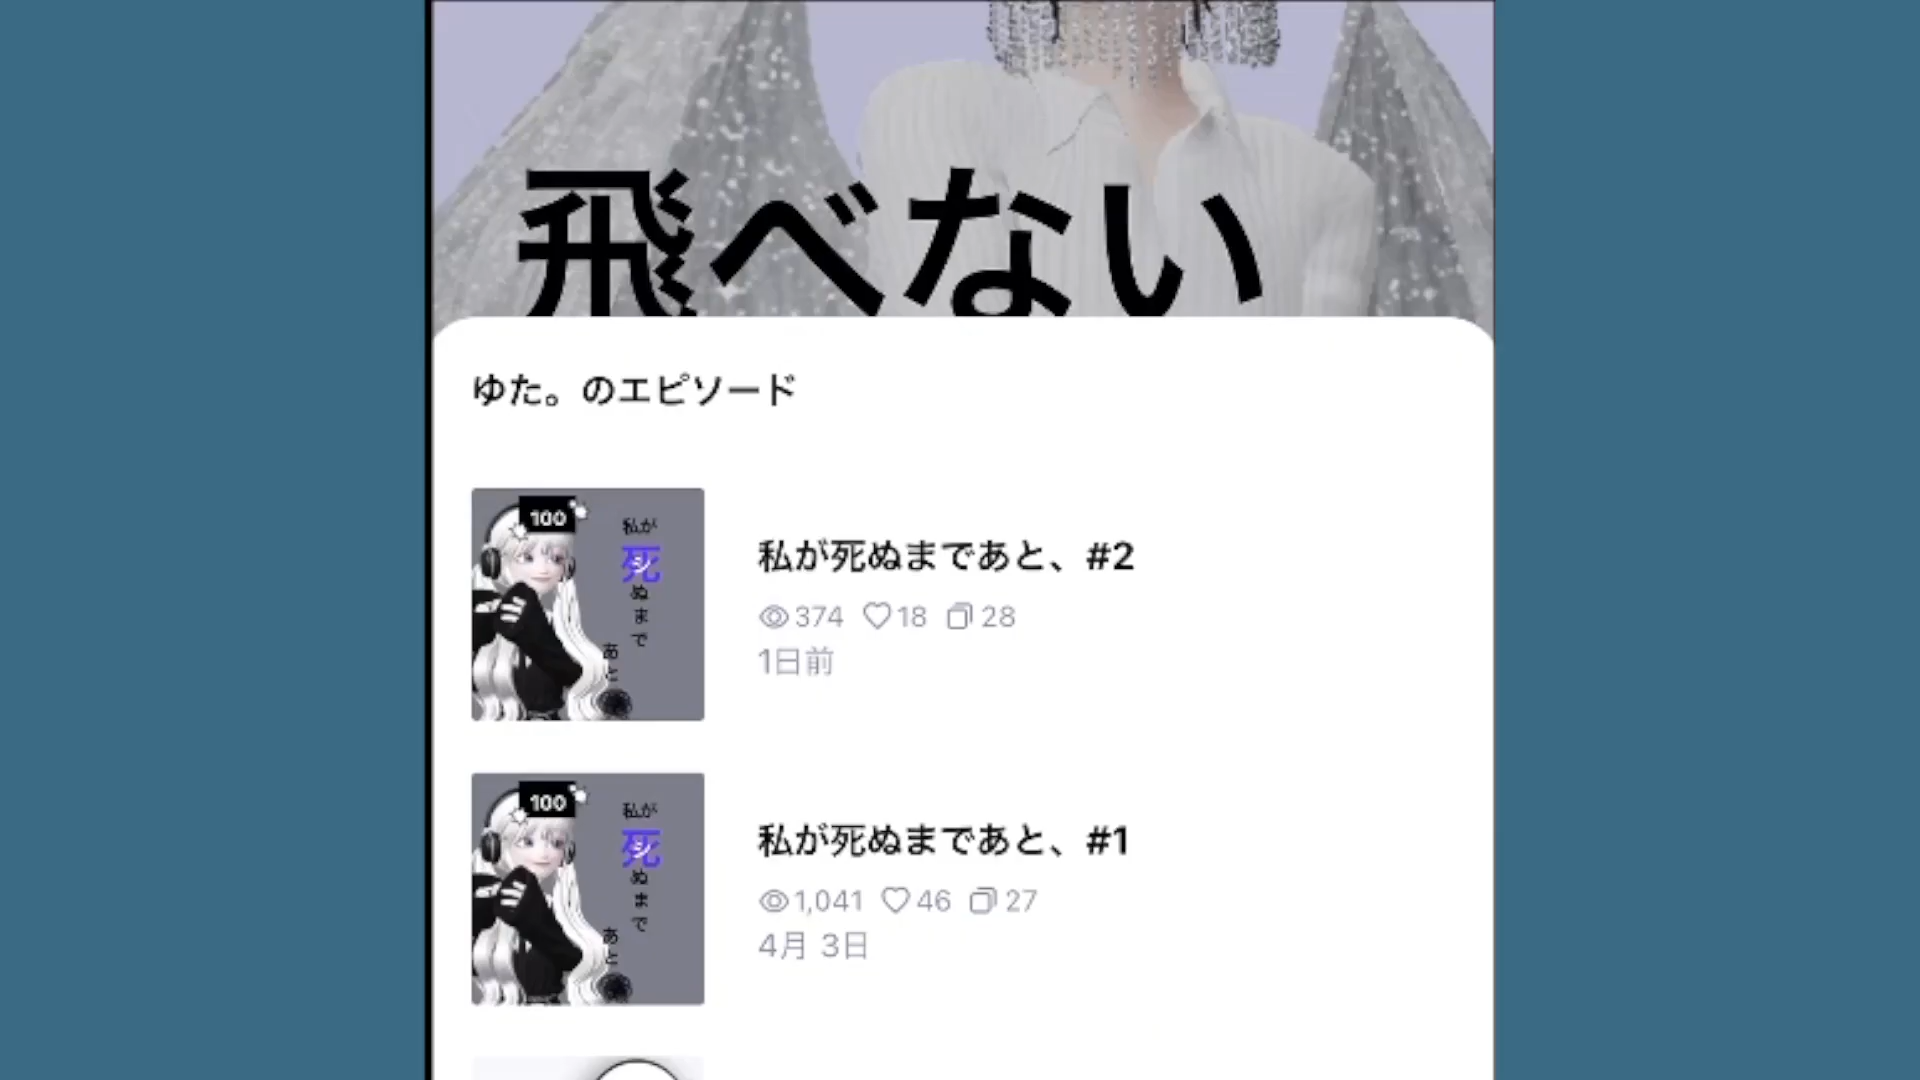 飛べない
ゆた。のエピソード
100
私が
死
ぬ
ま
で
あ
と
私が死ぬまであと、#2
374 18 28
1日前
100
私が
死
ぬ
ま
で
あ
と
私が死ぬまであと、#1
1,041 46 27
4月 3日